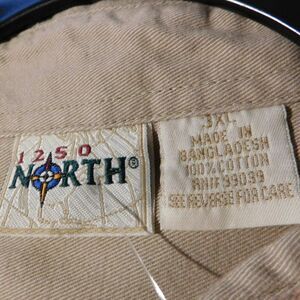 1250
NORTH®
3XL
MADE IN
BANGLADESH
100% COTTON
RN# 99039
SEE REVERSE FOR CARE